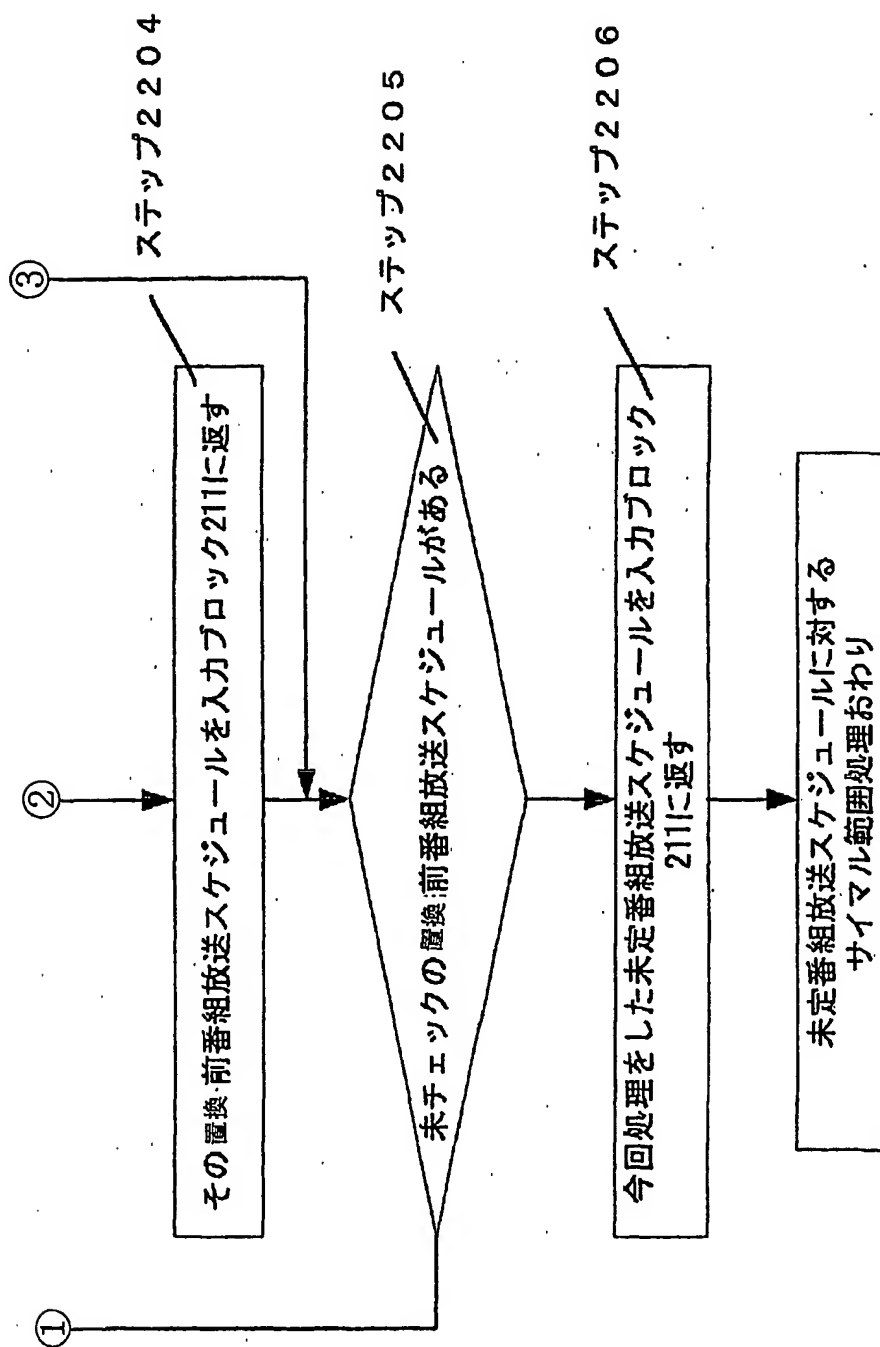 ①
②
③
その置換・前番組放送スケジュールを入力ブロック211に返す
ステップ2204
未チェックの置換・前番組放送スケジュールがある
ステップ2205
今回処理をした未定番組放送スケジュールを入力ブロック
211に返す
ステップ2206
未定番組放送スケジュールに対する
サイマル範囲処理おわり